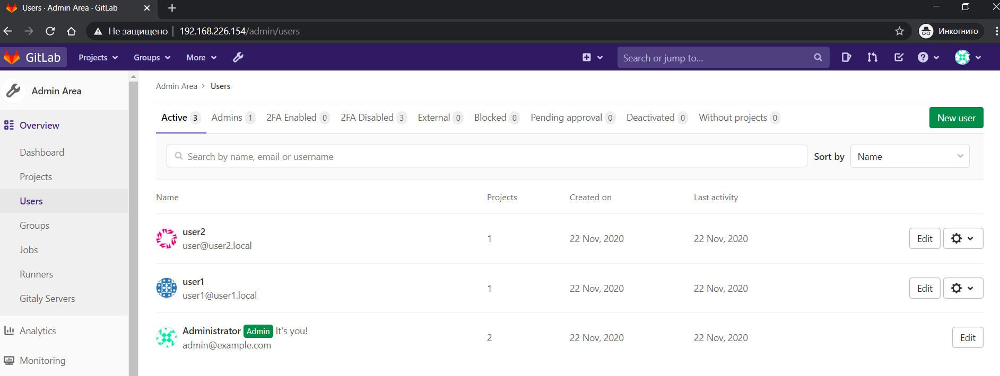 Users · Admin Area · GitLab
Не защищено 192.168.226.154/admin/users Инкогнито
GitLab Projects Groups More Search or jump to...
Admin Area
Overview
Dashboard
Projects
Users
Groups
Jobs
Runners
Gitaly Servers
Analytics
Monitoring
Admin Area > Users
Active 3 Admins 1 2FA Enabled 0 2FA Disabled 3 External 0 Blocked 0 Pending approval 0 Deactivated 0 Without projects 0 New user
Search by name, email or username Sort by Name
Name Projects Created on Last activity
user2
user@user2.local
1 22 Nov, 2020 22 Nov, 2020 Edit
user1
user1@user1.local
1 22 Nov, 2020 22 Nov, 2020 Edit
Administrator Admin It's you!
admin@example.com
2 22 Nov, 2020 22 Nov, 2020 Edit